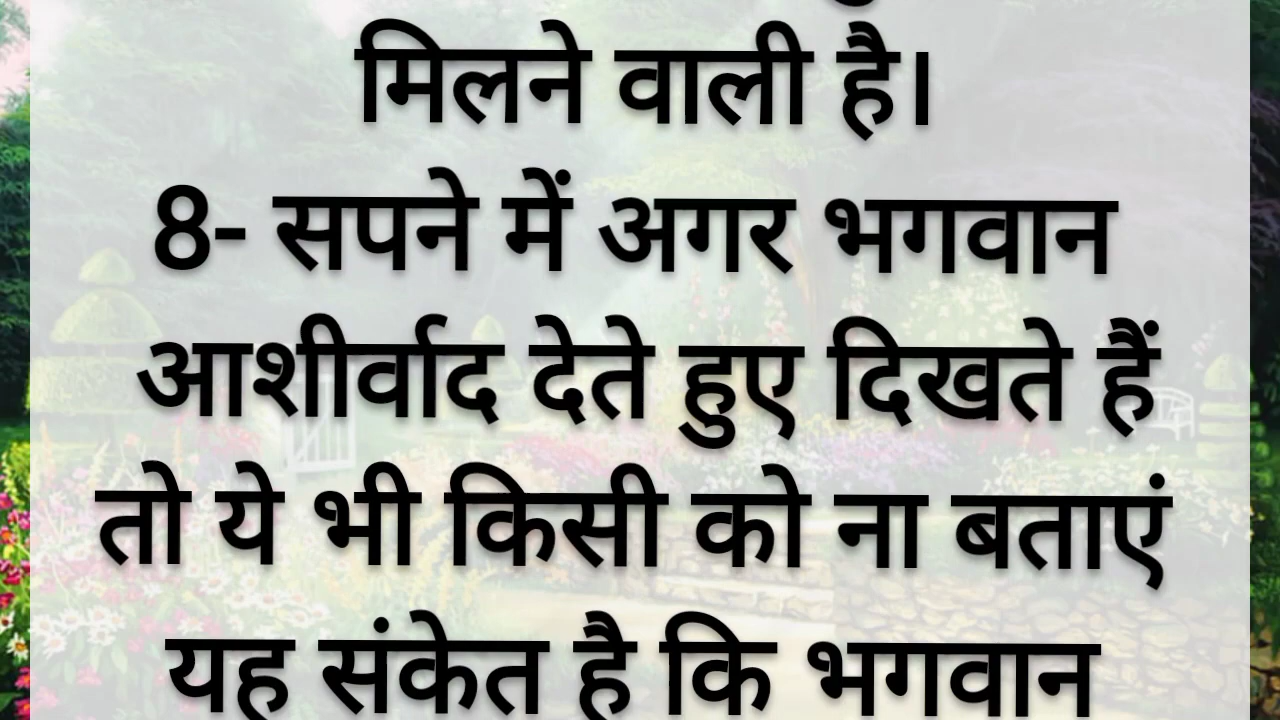 मिलने वाली है।
8- सपने में अगर भगवान
आशीर्वाद देते हुए दिखते हैं
तो ये भी किसी को ना बताएं
यह संकेत है कि भगवान